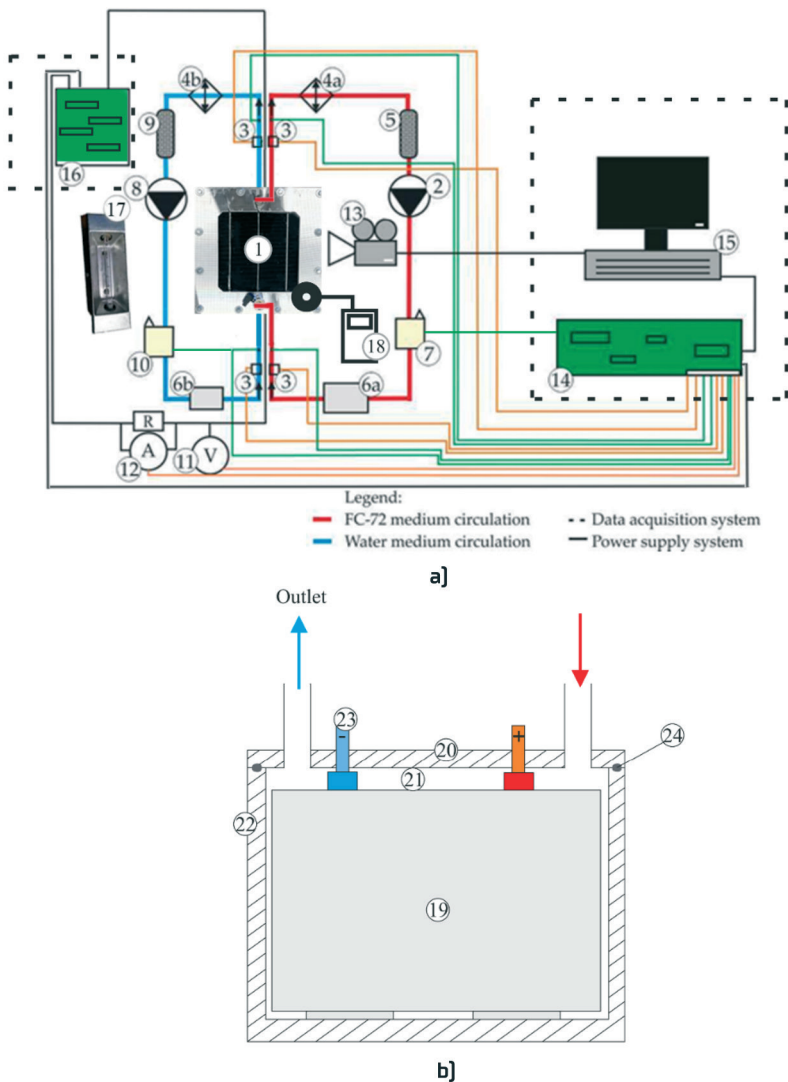 4b
4a
9
3
3
5
16
8
2
17
13
1
15
18
10
7
14
6b
3
3
6a
R
A
12
11
V
Legend:
FC-72 medium circulation
Water medium circulation
Data acquisition system
Power supply system
a)
Outlet
23
-
+
20
24
21
22
19
b)